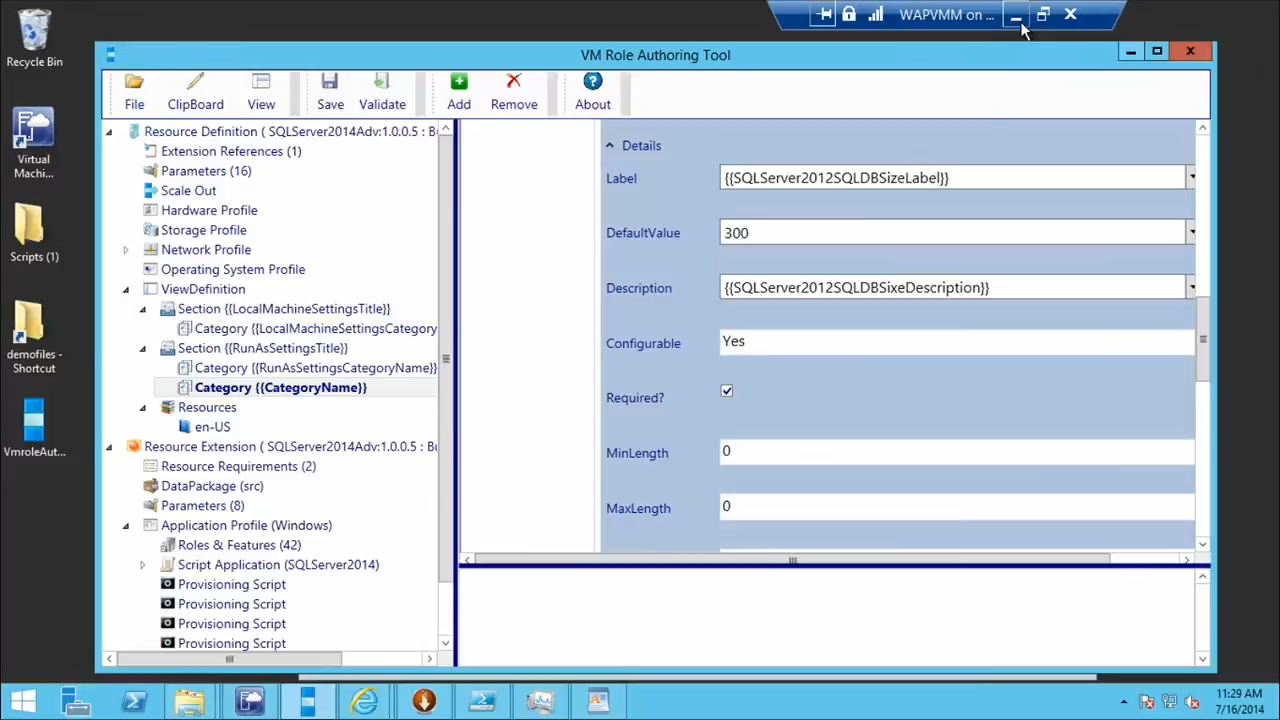 WAPVMM on ...
Recycle Bin
Virtual
Machi...
Scripts (1)
demofiles -
Shortcut
VmroleAut...
VM Role Authoring Tool
File
ClipBoard
View
Save
Validate
Add
Remove
About
Resource Definition ( SQLServer2014Adv:1.0.0.5 : Bu
Extension References (1)
Parameters (16)
Scale Out
Hardware Profile
Storage Profile
Network Profile
Operating System Profile
ViewDefinition
Section {{LocalMachineSettingsTitle}}
Category {{LocalMachineSettingsCategory
Section {{RunAsSettingsTitle}}
Category {{RunAsSettingsCategoryName}}
Category {{CategoryName}}
Resources
en-US
Resource Extension ( SQLServer2014Adv:1.0.0.5 : Bu
Resource Requirements (2)
DataPackage (src)
Parameters (8)
Application Profile (Windows)
Roles & Features (42)
Script Application (SQLServer2014)
Provisioning Script
Provisioning Script
Provisioning Script
Provisioning Script
Details
Label {{SQLServer2012SQLDBSizeLabel}}
DefaultValue 300
Description {{SQLServer2012SQLDBSixeDescription}}
Configurable Yes
Required?
MinLength 0
MaxLength 0
11:29 AM
7/16/2014